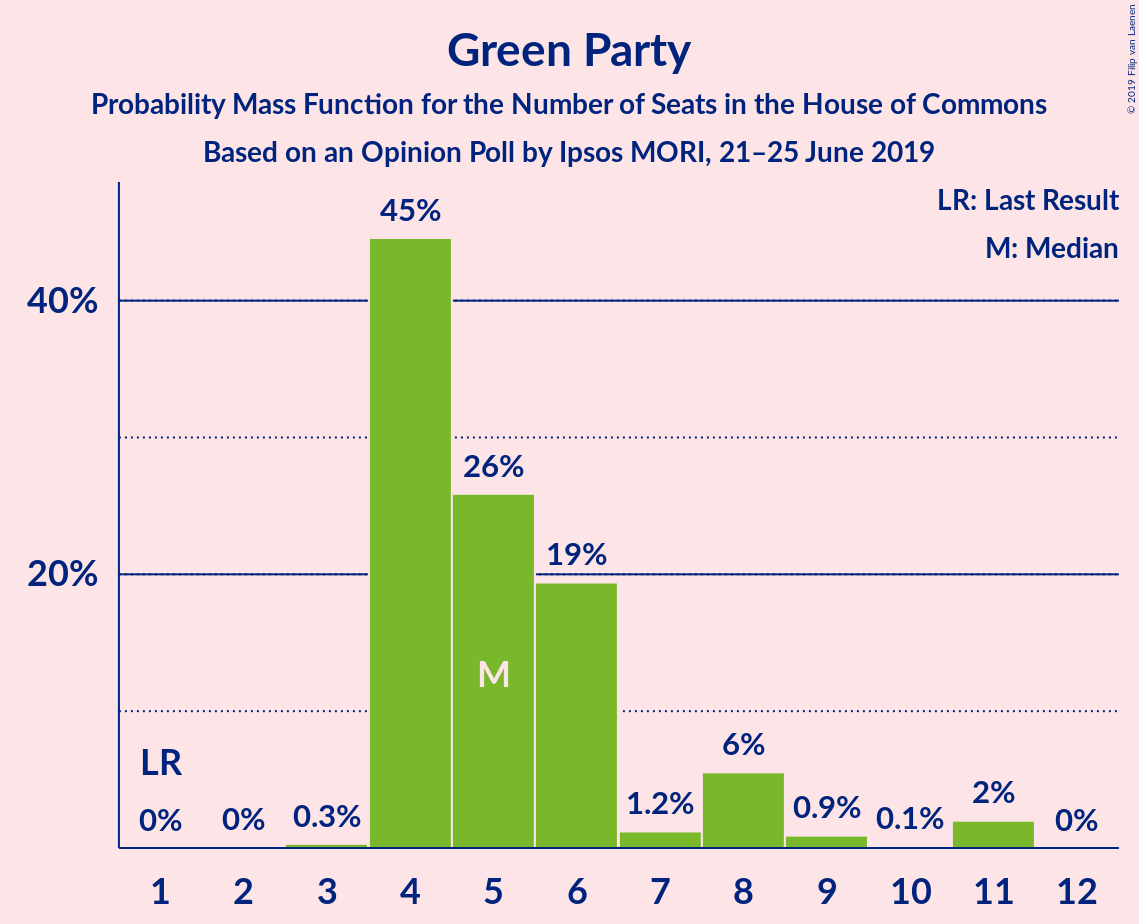 Green Party
Probability Mass Function for the Number of Seats in the House of Commons
Based on an Opinion Poll by Ipsos MORI, 21–25 June 2019
© 2019 Filip van Laenen
LR: Last Result
M: Median
45%
40%
26%
19%
20%
M
LR
0%
0%
0.3%
1.2%
6%
0.9%
0.1%
2%
0%
1 2 3 4 5 6 7 8 9 10 11 12